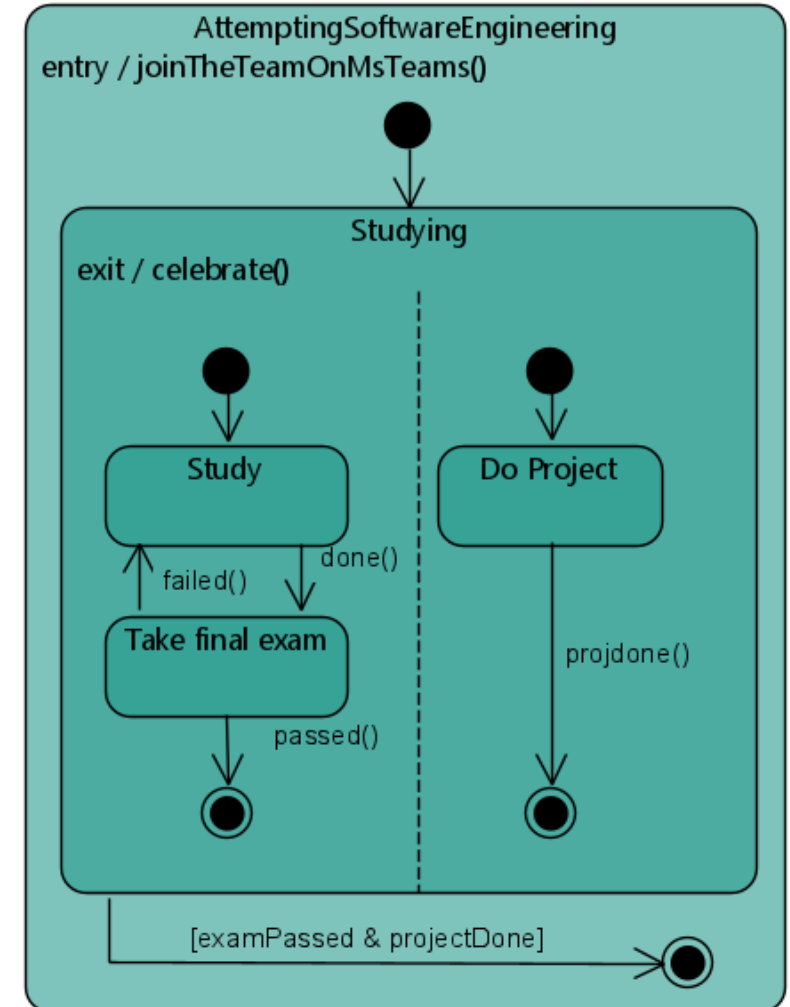 AttemptingSoftwareEngineering
entry / joinTheTeamOnMsTeams()
Studying
exit / celebrate()
Study
Do Project
done()
failed()
Take final exam
projdone()
passed()
[examPassed & projectDone]